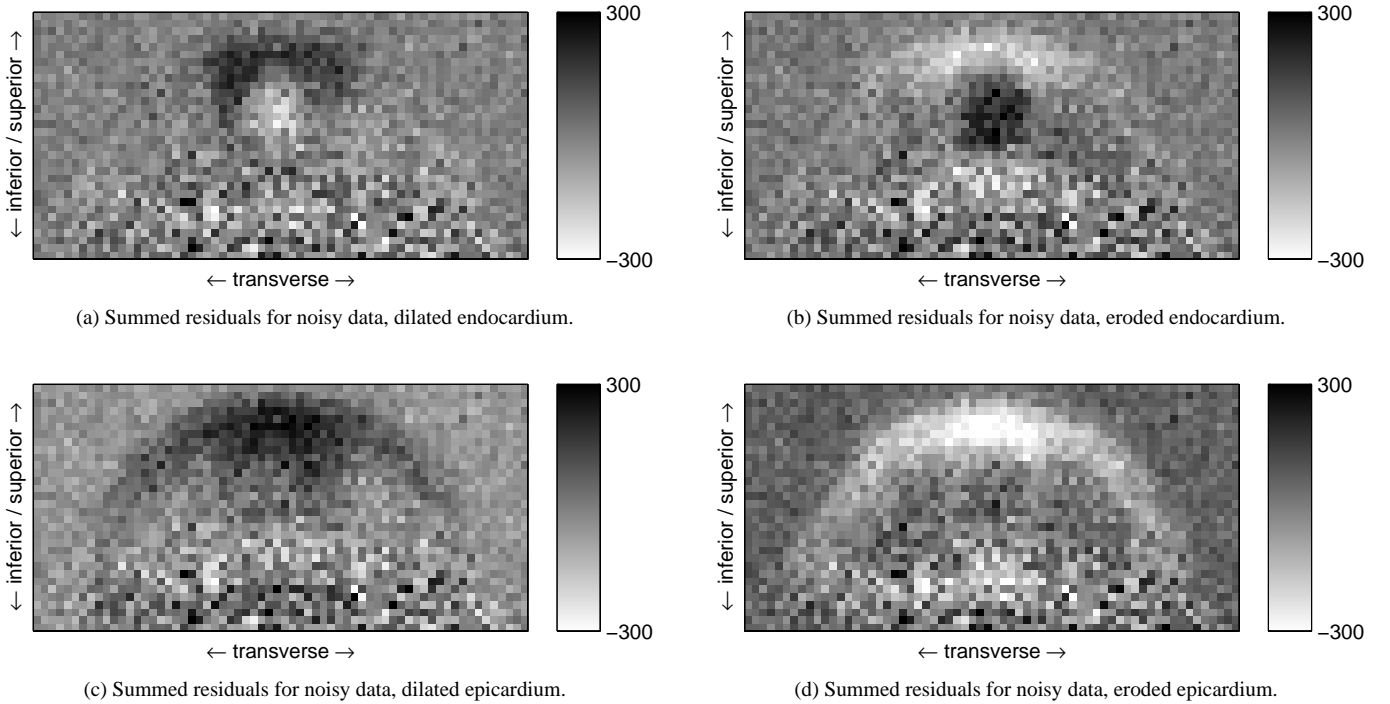 300
← inferior / superior →
−300
← transverse →
(a) Summed residuals for noisy data, dilated endocardium.
300
← inferior / superior →
−300
← transverse →
(b) Summed residuals for noisy data, eroded endocardium.
300
← inferior / superior →
−300
← transverse →
(c) Summed residuals for noisy data, dilated epicardium.
300
← inferior / superior →
−300
← transverse →
(d) Summed residuals for noisy data, eroded epicardium.